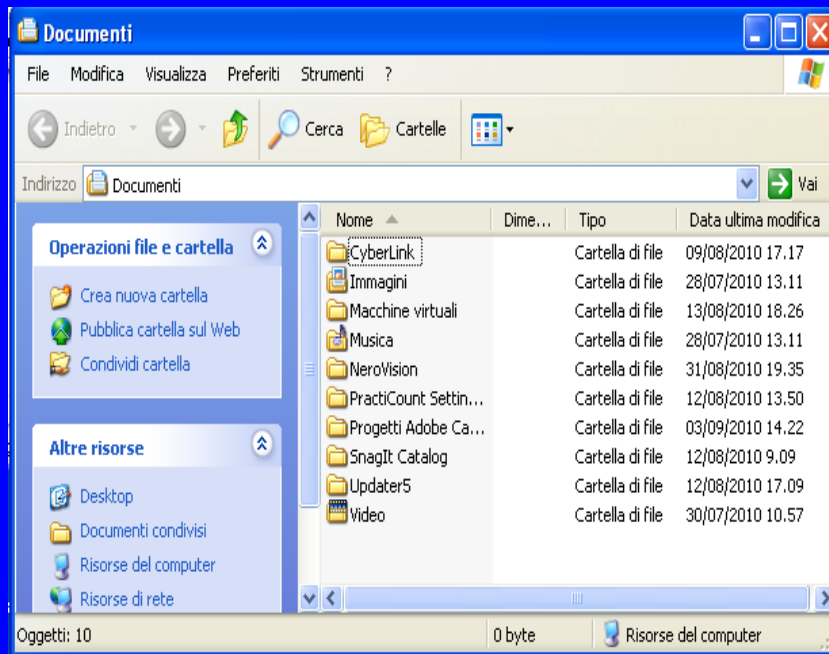 Documenti
File Modifica Visualizza Preferiti Strumenti ?
Indietro Cerca Cartelle
Indirizzo Documenti Vai
Operazioni file e cartella
Crea nuova cartella
Pubblica cartella sul Web
Condividi cartella
Altre risorse
Desktop
Documenti condivisi
Risorse del computer
Risorse di rete
Nome Dime... Tipo Data ultima modifica
CyberLink Cartella di file 09/08/2010 17.17
Immagini Cartella di file 28/07/2010 13.11
Macchine virtuali Cartella di file 13/08/2010 18.26
Musica Cartella di file 28/07/2010 13.11
NeroVision Cartella di file 31/08/2010 19.35
PractiCount Settin... Cartella di file 12/08/2010 13.50
Progetti Adobe Ca... Cartella di file 03/09/2010 14.22
SnagIt Catalog Cartella di file 12/08/2010 9.09
Updater5 Cartella di file 12/08/2010 17.09
Video Cartella di file 30/07/2010 10.57
Oggetti: 10 0 byte Risorse del computer